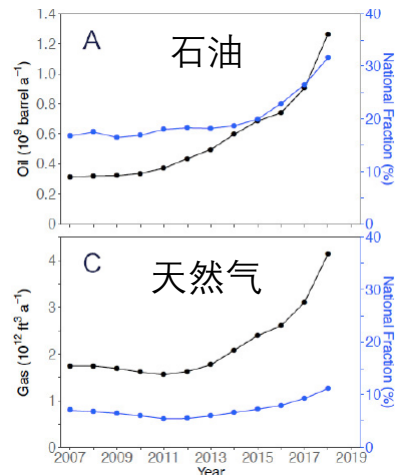 A
石油
Oil (10⁹ barrel a⁻¹)
1.4
1.2
1.0
0.8
0.6
0.4
0.2
0
National Fraction (%)
40
30
20
10
0
C
天然气
Gas (10¹² ft³ a⁻¹)
4
3
2
1
0
National Fraction (%)
40
30
20
10
0
2007 2009 2011 2013 2015 2017 2019
Year